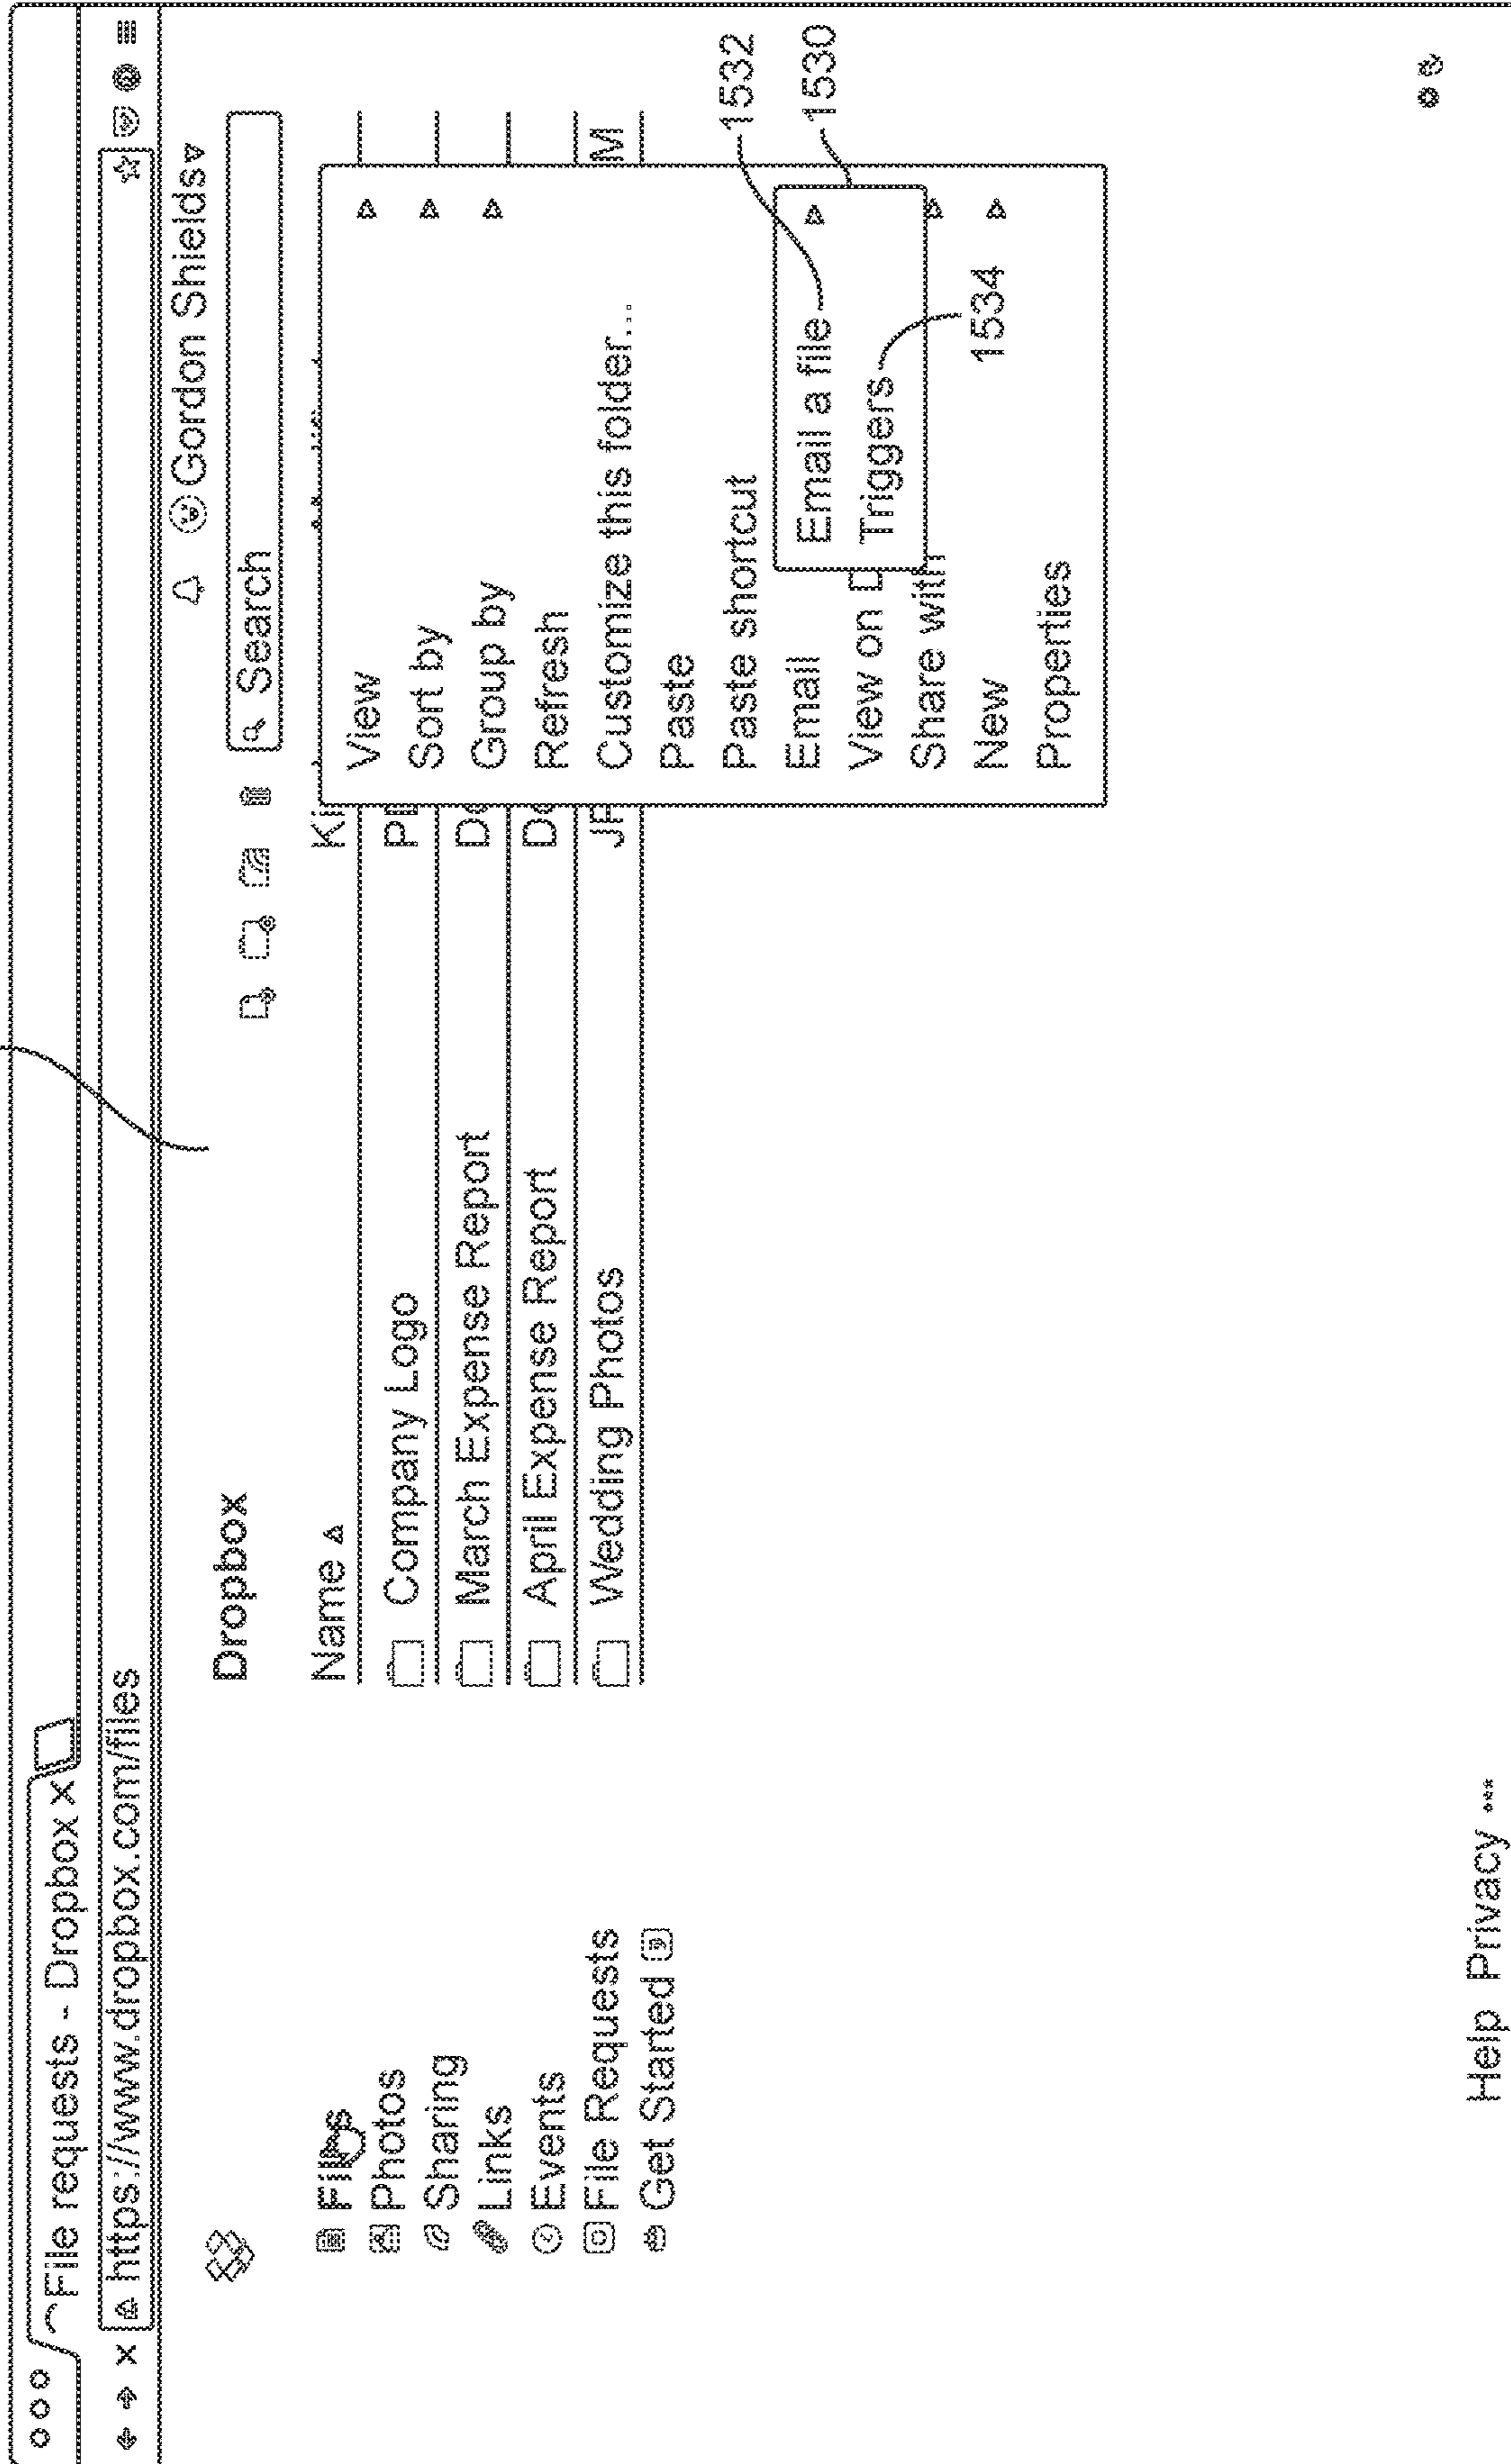 File requests - Dropbox x
https://www.dropbox.com/files
Gordon Shields
Dropbox
Search
Files
Photos
Sharing
Links
Events
File Requests
Get Started
Name
Company Logo
March Expense Report
April Expense Report
Wedding Photos
M
View
Sort by
Group by
Refresh
Customize this folder...
Paste
Paste shortcut
Email
View on
Share with
New
Properties
Email a file
Triggers
1532
1530
1534
Help Privacy ...